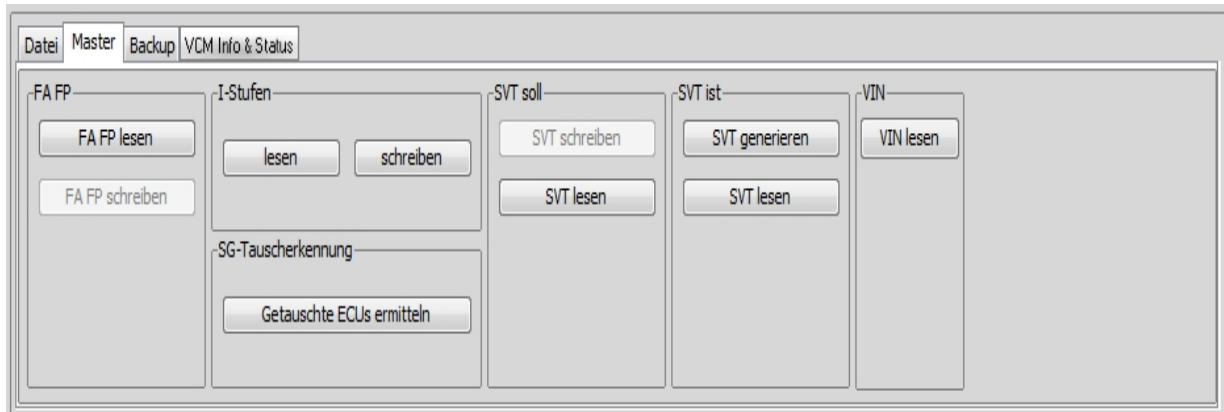 Datei
Master
Backup
VCM Info & Status
FA FP
FA FP lesen
FA FP schreiben
I-Stufen
lesen
schreiben
SG-Tauscherkennung
Getauschte ECUs ermitteln
SVT soll
SVT schreiben
SVT lesen
SVT ist
SVT generieren
SVT lesen
VIN
VIN lesen